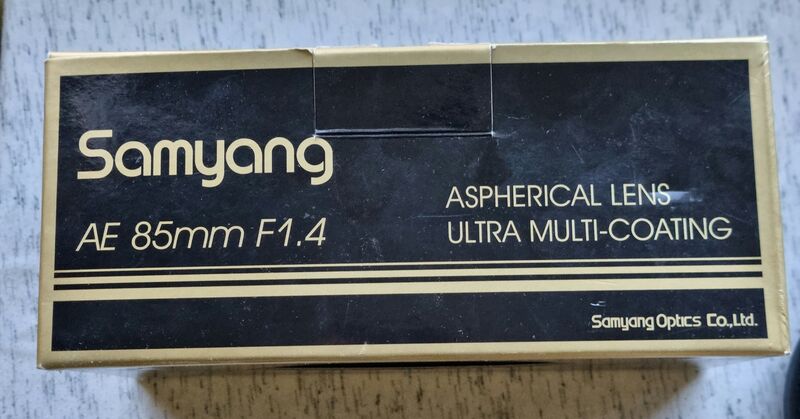 Samyang
AE 85mm F1.4
ASPHERICAL LENS
ULTRA MULTI-COATING
Samyang Optics Co.,Ltd.